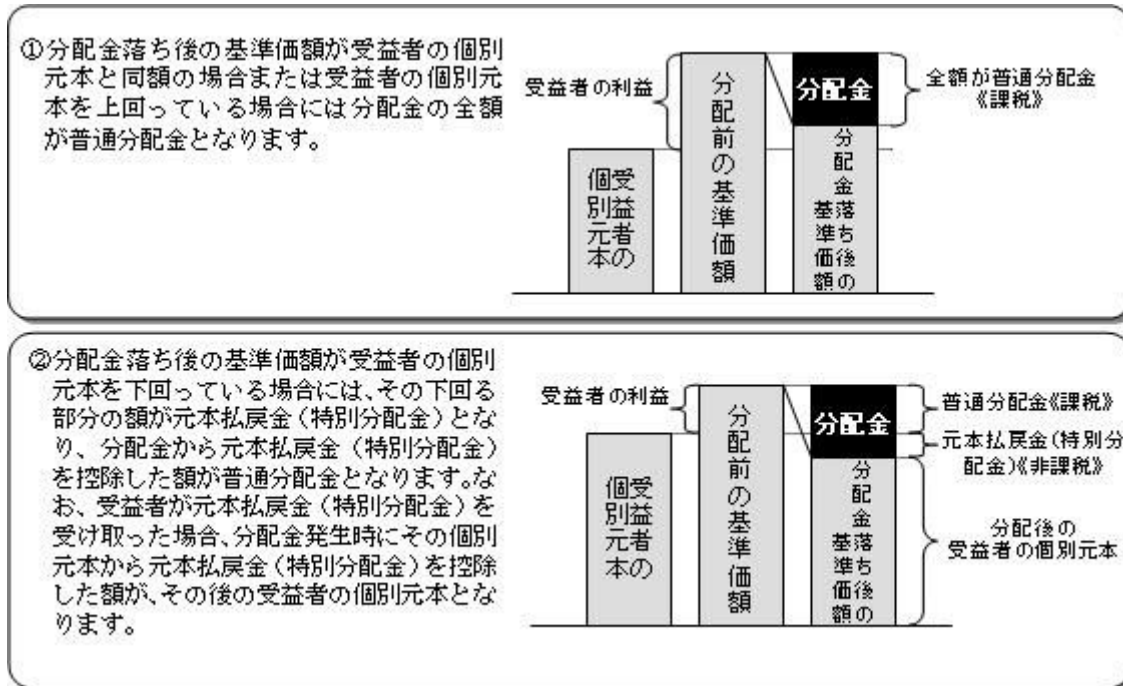 ①分配金落ち後の基準価額が受益者の個別
元本と同額の場合または受益者の個別元
本を上回っている場合には分配金の全額
が普通分配金となります。
受益者の利益
受益者の
個別元本
分配前の基準価額
分配金
分配金落ち後の
基準価額
全額が普通分配金
《課税》
②分配金落ち後の基準価額が受益者の個別
元本を下回っている場合には、その下回る
部分の額が元本払戻金(特別分配金)とな
り、分配金から元本払戻金(特別分配金)
を控除した額が普通分配金となります。な
お、受益者が元本払戻金(特別分配金)を
受け取った場合、分配金発生時にその個別
元本から元本払戻金(特別分配金)を控除
した額が、その後の受益者の個別元本とな
ります。
受益者の利益
受益者の
個別元本
分配前の基準価額
分配金
分配金落ち後の
基準価額
普通分配金《課税》
元本払戻金(特別分
配金)《非課税》
分配後の
受益者の個別元本